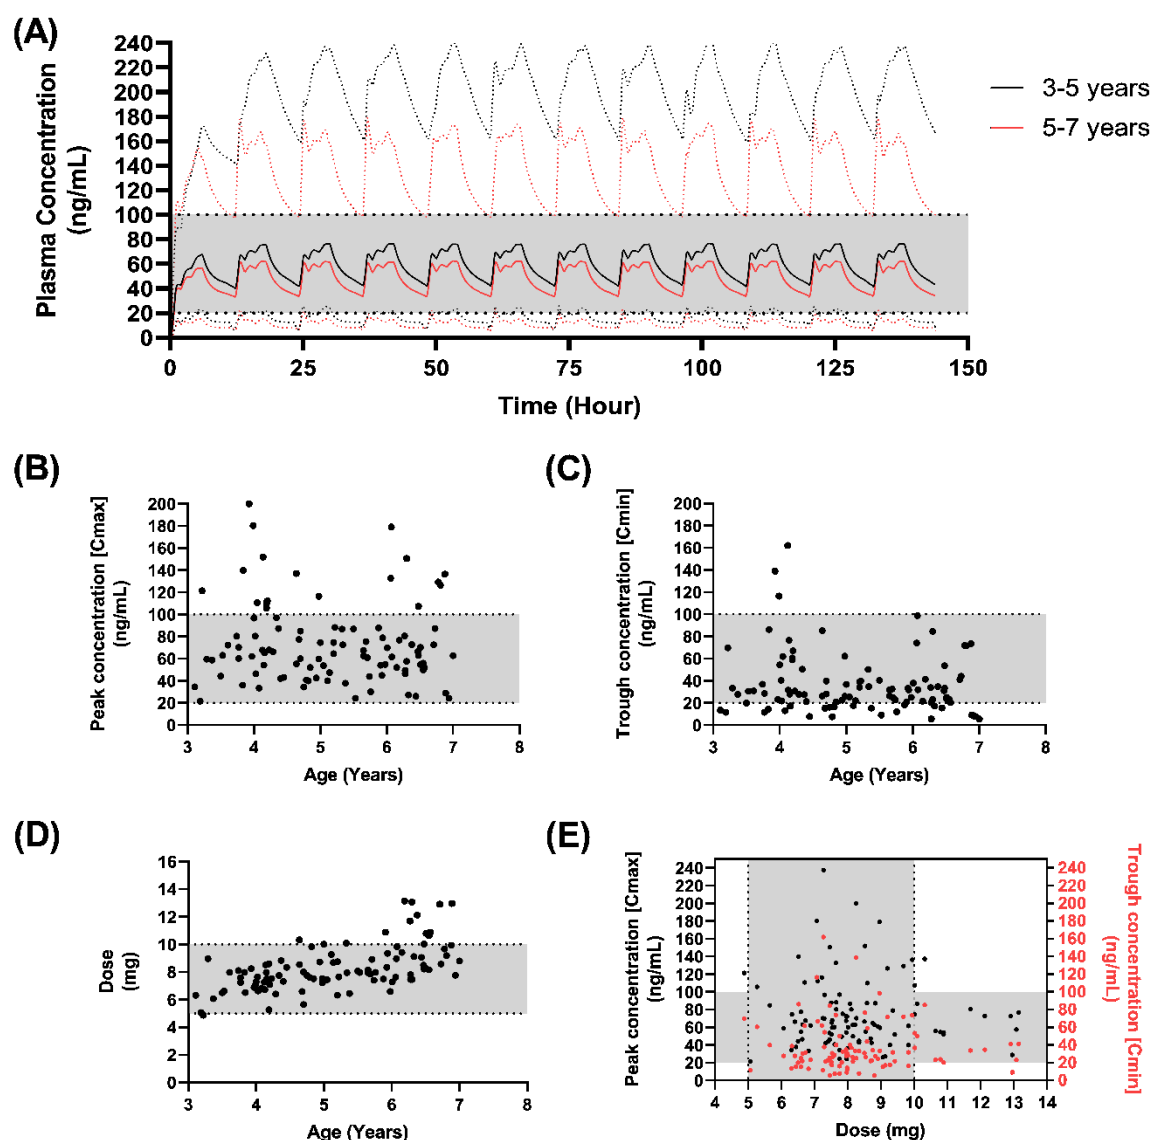 (A)
240
220
200
180
160
140
120
100
80
60
40
20
0
Plasma Concentration
(ng/mL)
0 25 50 75 100 125 150
Time (Hour)
3-5 years
5-7 years
(B)
200
180
160
140
120
100
80
60
40
20
0
Peak concentration [Cmax]
(ng/mL)
3 4 5 6 7 8
Age (Years)
(C)
200
180
160
140
120
100
80
60
40
20
0
Trough concentration [Cmin]
(ng/mL)
3 4 5 6 7 8
Age (Years)
(D)
16
14
12
10
8
6
4
2
0
Dose
(mg)
3 4 5 6 7 8
Age (Years)
(E)
240
220
200
180
160
140
120
100
80
60
40
20
0
Peak concentration [Cmax]
(ng/mL)
240
220
200
180
160
140
120
100
80
60
40
20
0
Trough concentration [Cmin]
(ng/mL)
4 5 6 7 8 9 10 11 12 13 14
Dose (mg)